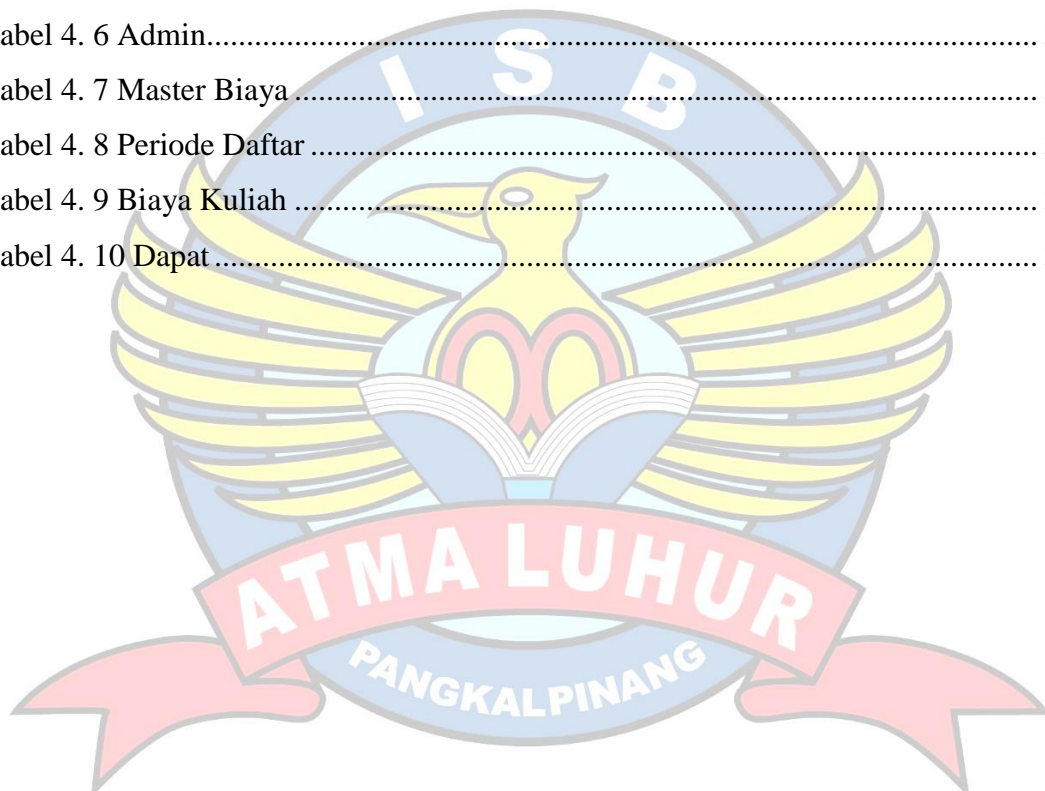 abel 4. 6 Admin.......................................................................................................
abel 4. 7 Master Biaya............................................................................................
abel 4. 8 Periode Daftar..........................................................................................
abel 4. 9 Biaya Kuliah............................................................................................
abel 4. 10 Dapat......................................................................................................
I S B
ATMA LUHUR
PANGKALPINANG